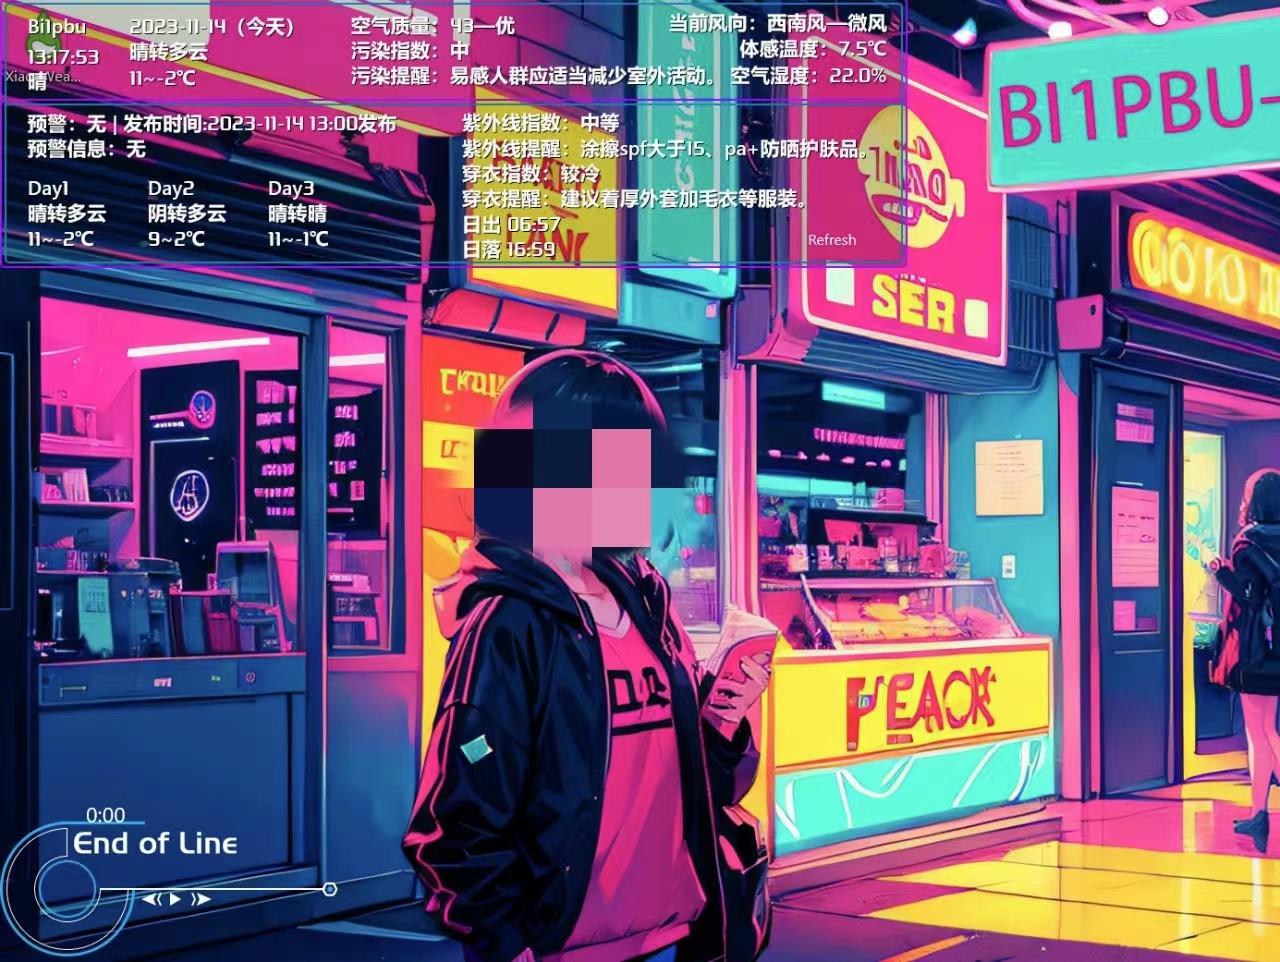 Bi1pbu
13:17:53
晴
2023-11-14（今天）
晴转多云
11~-2℃
空气质量：43—优
污染指数：中
污染提醒：易感人群应适当减少室外活动。
当前风向：西南风—微风
体感温度：7.5℃
空气湿度：22.0%
预警：无 | 发布时间:2023-11-14 13:00发布
预警信息：无
Day1
晴转多云
11~-2℃
Day2
阴转多云
9~2℃
Day3
晴转晴
11~-1℃
紫外线指数：中等
紫外线提醒：涂擦spf大于15、pa+防晒护肤品。
穿衣指数：较冷
穿衣提醒：建议着厚外套加毛衣等服装。
日出 06:57
日落 16:59
Refresh
BI1PBU-
SER
0:00
End of Line